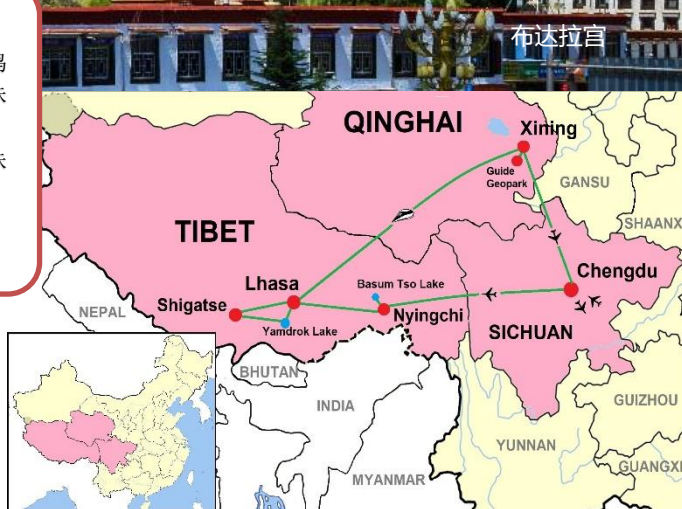 布达拉宫
QINGHAI
Xining
Guide
Geopark
GANSU
SHAANX
TIBET
Lhasa
Basum Tso Lake
Chengdu
Shigatse
Nyingchi
NEPAL
Yamdrok Lake
SICHUAN
BHUTAN
INDIA
GUIZHOU
YUNNAN
GUANGX
MYANMAR